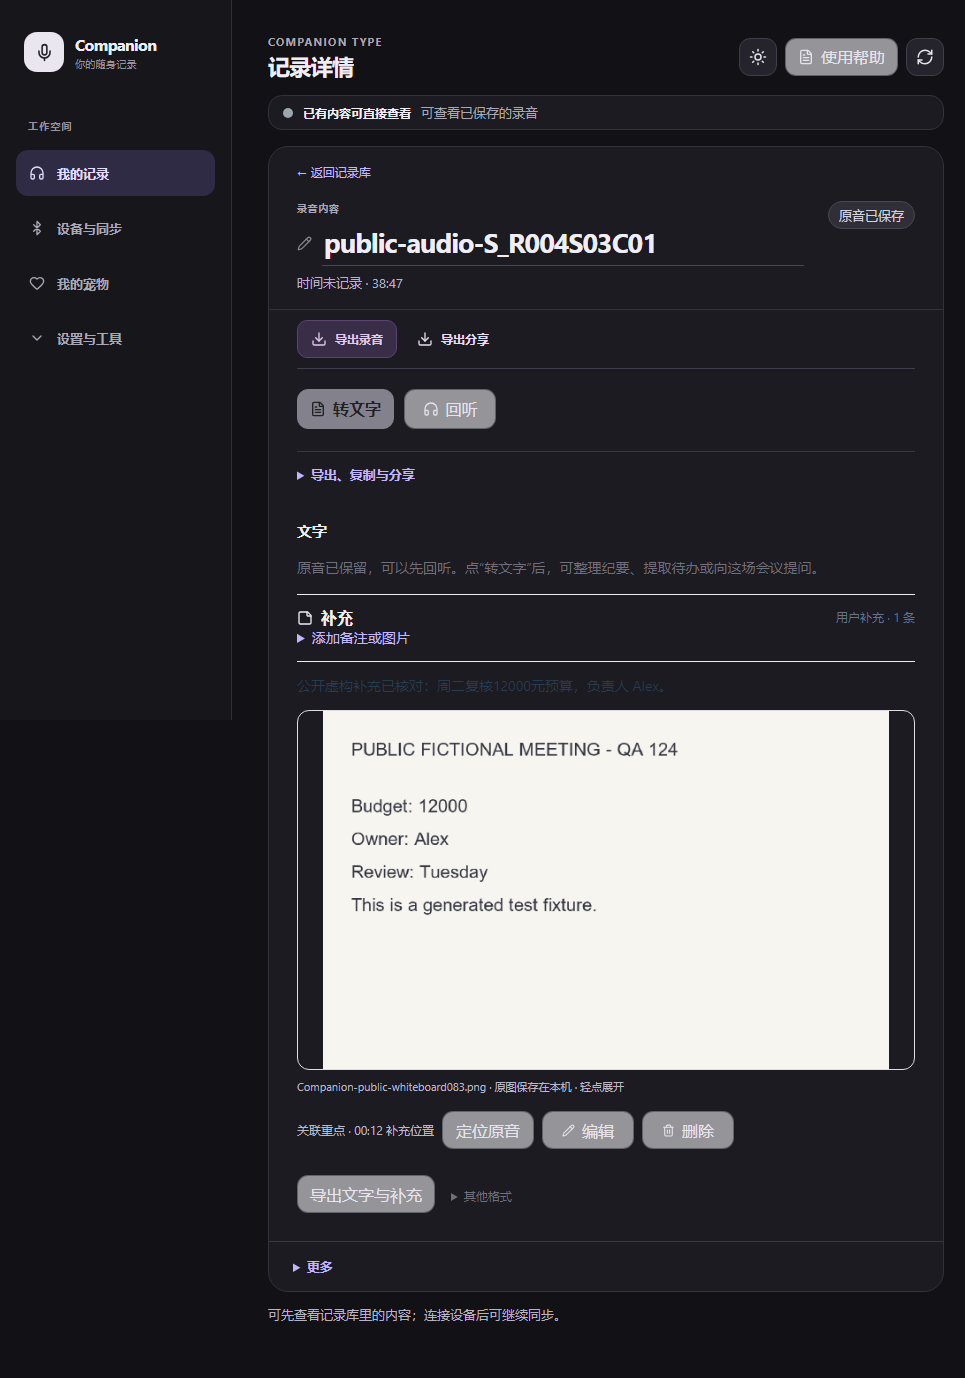 Companion
你的随身记录
工作空间
我的记录
设备与同步
我的宠物
设置与工具
COMPANION TYPE
记录详情
使用帮助
已有内容可直接查看 可查看已保存的录音
← 返回记录库
录音内容
原音已保存
public-audio-S_R004S03C01
时间未记录 · 38:47
导出录音 导出分享
转文字 回听
导出、复制与分享
文字
原音已保留，可以先回听。点“转文字”后，可整理纪要、提取待办或向这场会议提问。
补充 用户补充 · 1 条
添加备注或图片
公开虚构补充已核对：周二复核12000元预算，负责人 Alex。
PUBLIC FICTIONAL MEETING - QA 124
Budget: 12000
Owner: Alex
Review: Tuesday
This is a generated test fixture.
Companion-public-whiteboard083.png · 原图保存在本机 · 轻点展开
关联重点 · 00:12 补充位置 定位原音 编辑 删除
导出文字与补充 其他格式
更多
可先查看记录库里的内容；连接设备后可继续同步。